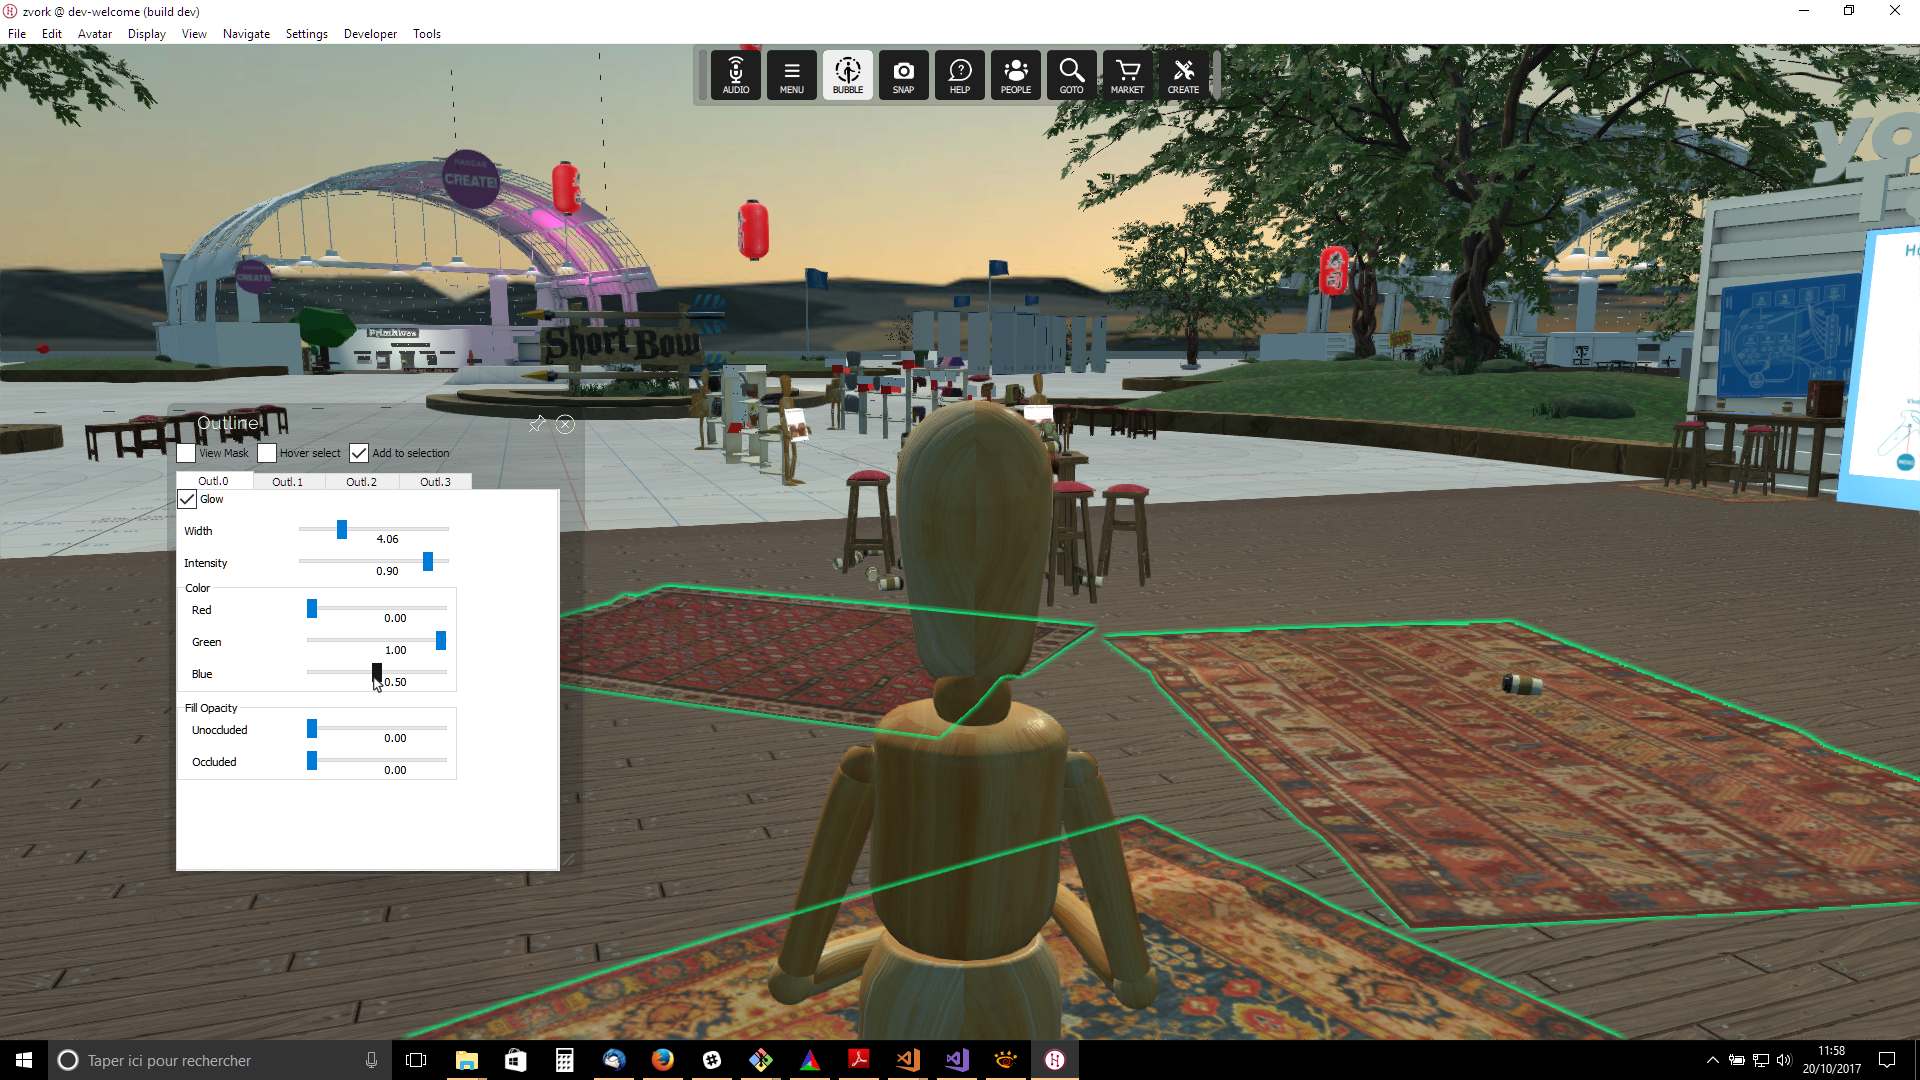 zvork @ dev-welcome (build dev)
File Edit Avatar Display View Navigate Settings Developer Tools
AUDIO MENU BUBBLE SNAP HELP PEOPLE GOTO MARKET CREATE
CREATE!
CREATE!
yo
Primitives
Short Bow
Outline
View Mask Hover select Add to selection
Outl.0 Outl.1 Outl.2 Outl.3
Glow
Width
4.06
Intensity
0.90
Color
Red
0.00
Green
1.00
Blue
0.50
Fill Opacity
Unoccluded
0.00
Occluded
0.00
Taper ici pour rechercher
11:58
20/10/2017